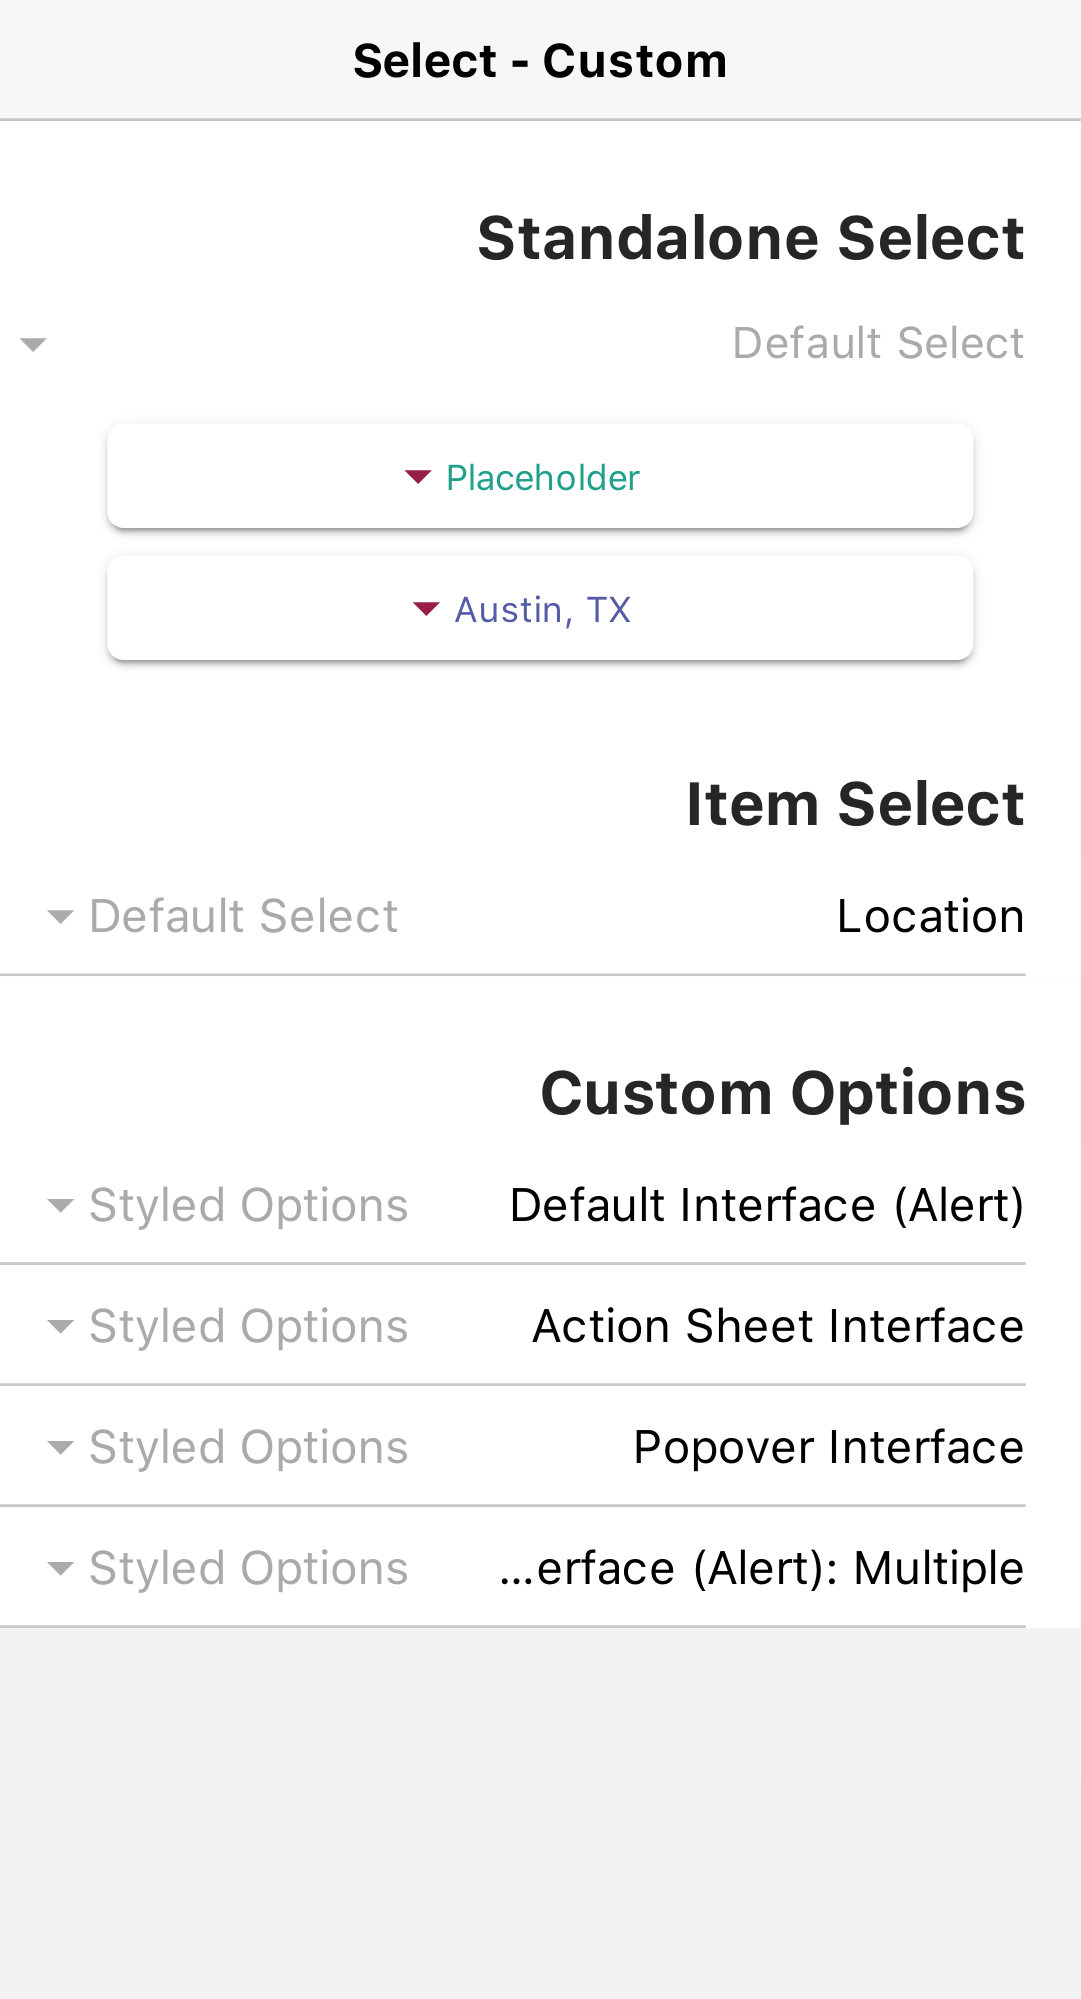 Select - Custom
Standalone Select
Default Select
Placeholder
Austin, TX
Item Select
Location
Default Select
Custom Options
Default Interface (Alert)
Styled Options
Action Sheet Interface
Styled Options
Popover Interface
Styled Options
...erface (Alert): Multiple
Styled Options